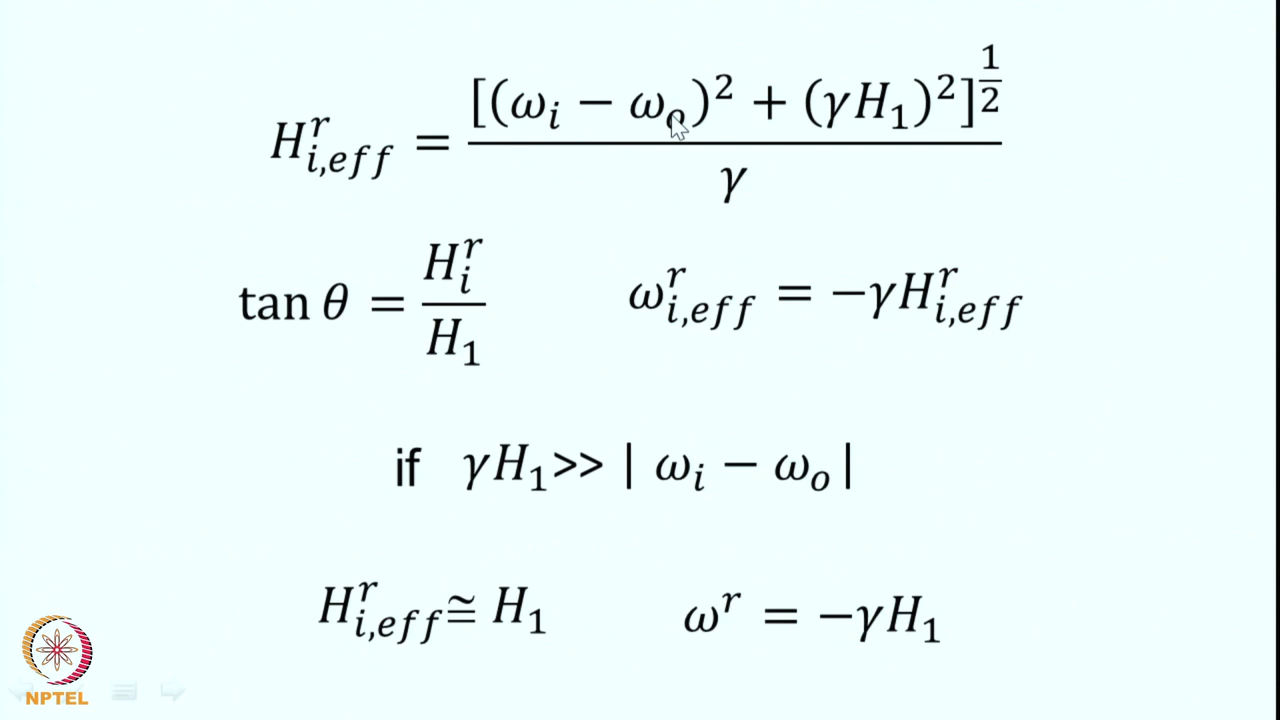 H^r_{i,eff} = [(ω_i − ω_o)^2 + (γH_1)^2]^{1/2} / γ
tan θ = H^r_i / H_1    ω^r_{i,eff} = −γH^r_{i,eff}
if γH_1>> | ω_i − ω_o |
H^r_{i,eff} ≅ H_1    ω^r = −γH_1
NPTEL